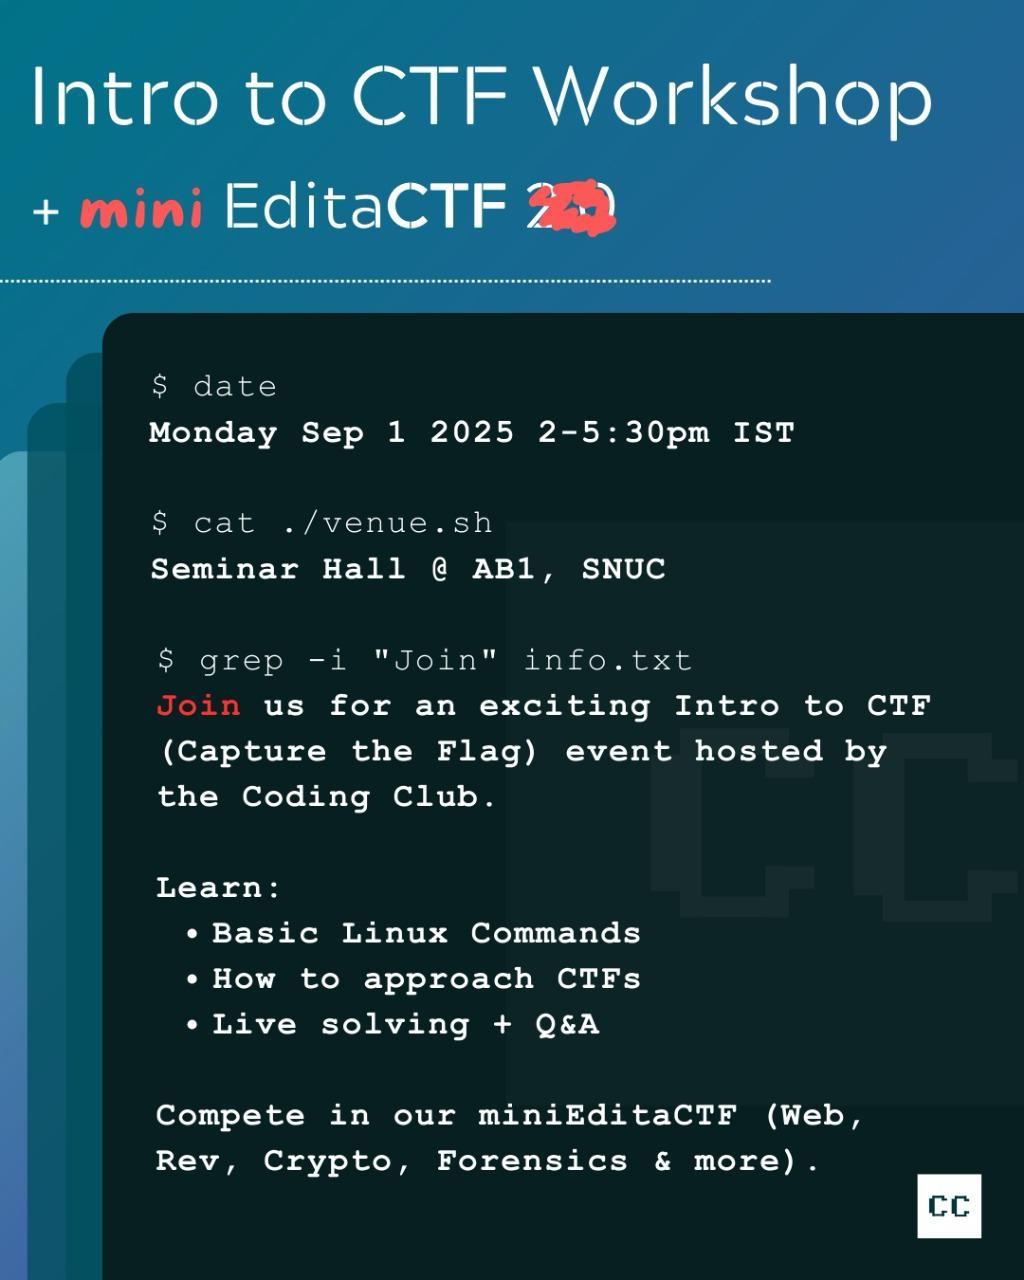 Intro to CTF Workshop
+ mini EditaCTF
$ date
Monday Sep 1 2025 2-5:30pm IST
$ cat ./venue.sh
Seminar Hall @ AB1, SNUC
$ grep -i "Join" info.txt
Join us for an exciting Intro to CTF
(Capture the Flag) event hosted by
the Coding Club.
Learn:
• Basic Linux Commands
• How to approach CTFs
• Live solving + Q&A
Compete in our miniEditaCTF (Web,
Rev, Crypto, Forensics & more).
CC
CC